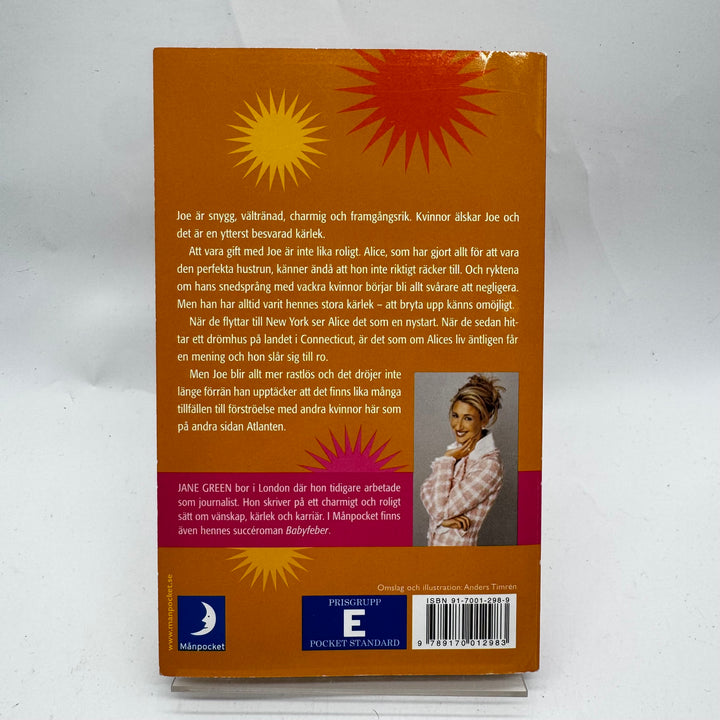 Joe är snygg, vältränad, charmig och framgångsrik. Kvinnor älskar Joe och
det är en ytterst besvarad kärlek.
Att vara gift med Joe är inte lika roligt. Alice, som har gjort allt för att vara
den perfekta hustrun, känner ändå att hon inte riktigt räcker till. Och ryktena
om hans snedsprång med vackra kvinnor börjar bli allt svårare att negligera.
Men han har alltid varit hennes stora kärlek – att bryta upp känns omöjligt.
När de flyttar till New York ser Alice det som en nystart. När de sedan hit-
tar ett drömhus på landet i Connecticut, är det som om Alices liv äntligen får
en mening och hon slår sig till ro.
Men Joe blir allt mer rastlös och det dröjer inte
länge förrän han upptäcker att det finns lika många
tillfällen till förströelse med andra kvinnor här som
på andra sidan Atlanten.
JANE GREEN bor i London där hon tidigare arbetade
som journalist. Hon skriver på ett charmigt och roligt
sätt om vänskap, kärlek och karriär. I Månpocket finns
även hennes succéroman Babyfeber.
Omslag och illustration: Anders Timrén
www.manpocket.se
Månpocket
PRISGRUPP
E
POCKET STANDARD
ISBN 91-7001-298-9
9 789170 012983